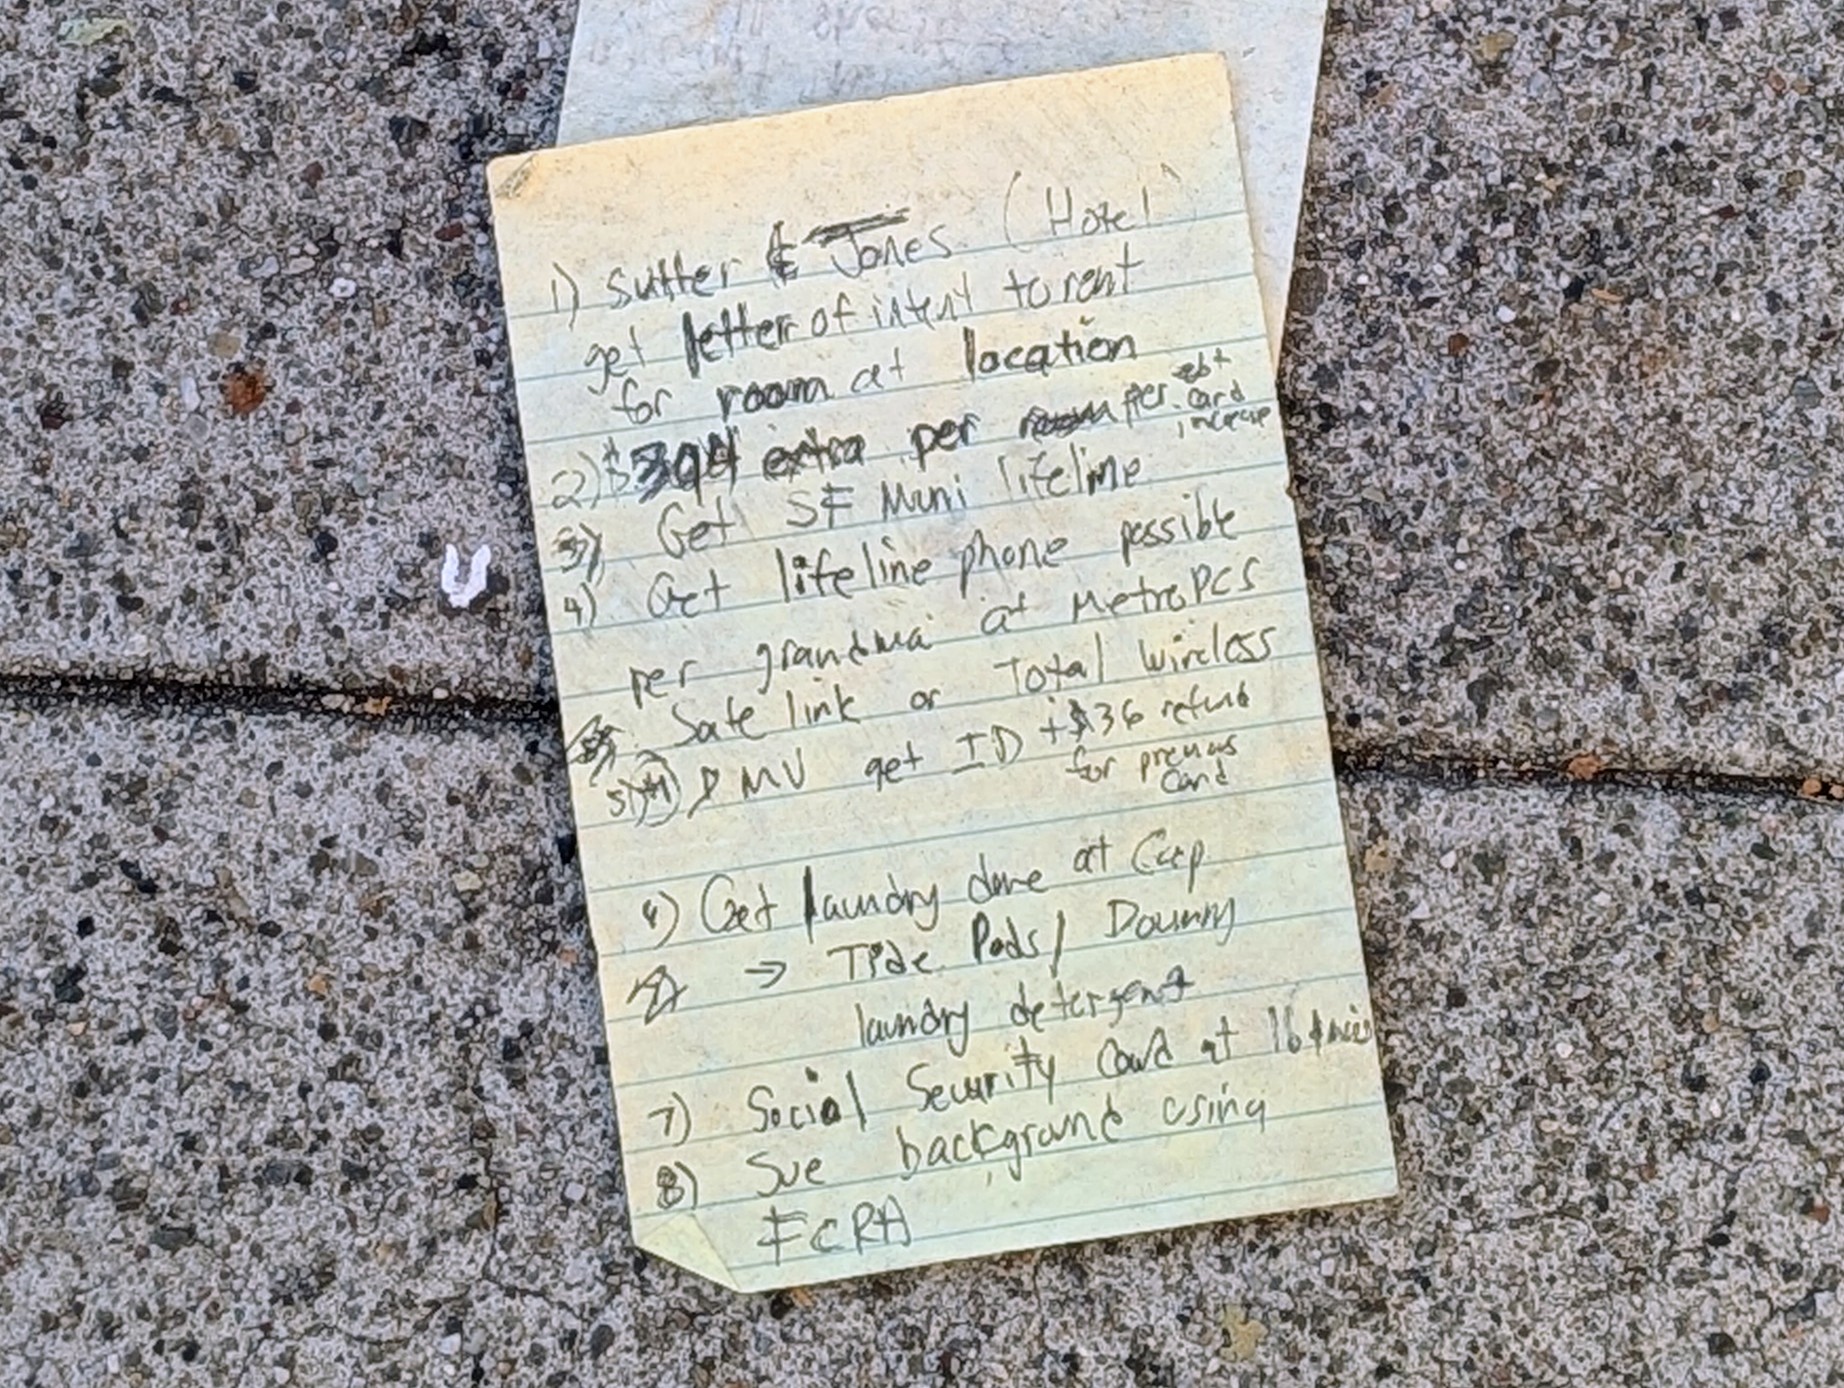 1) Sutter & Jones (Hotel)
get letter of intent to rent
for room at location
2) $394 extra per per ebt card increase
3) Get SF Muni lifeline
4) Get lifeline phone possible
per grandma at MetroPCS
Safe link or Total Wireless
5) DMV get ID + $36 refund
for previous
Card
6) Get laundry done at Cap
→ Tide Pods/ Downy
laundry detergent
7) Social Security Card at 16
8) Sue background using
FCRA